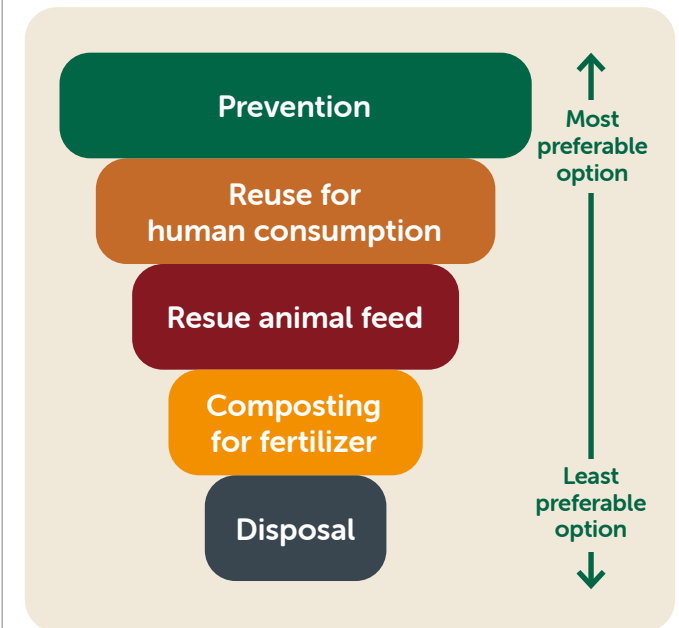 Prevention
Most
preferable
option
Reuse for
human consumption
Resue animal feed
Composting
for fertilizer
Least
preferable
option
Disposal